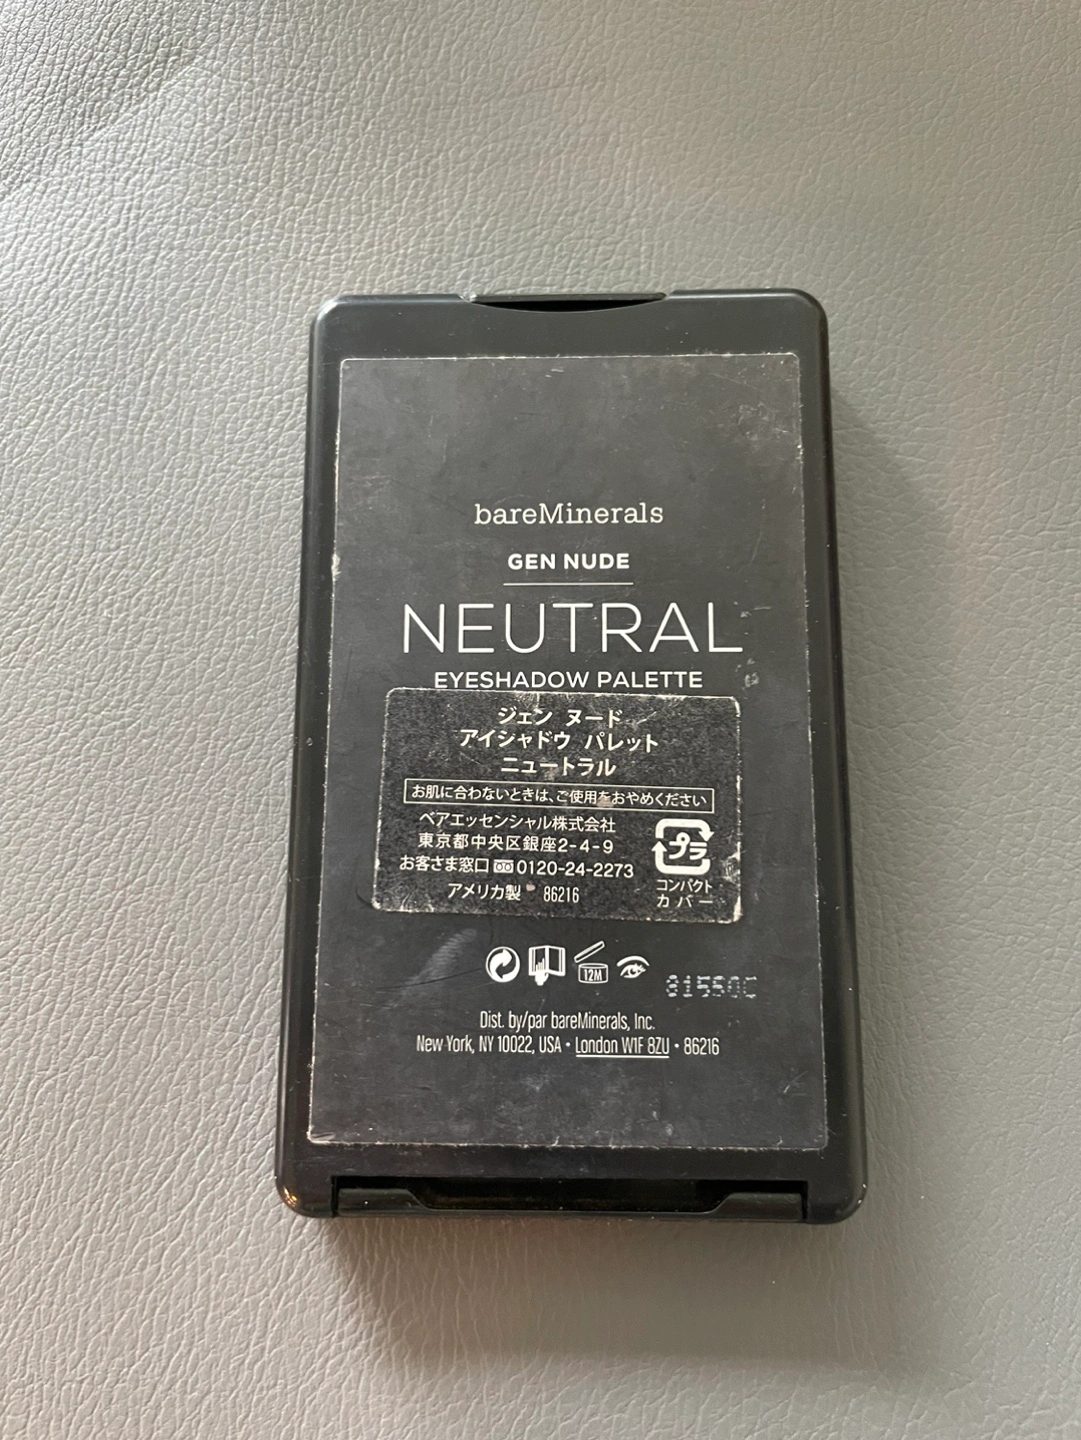 bareMinerals
GEN NUDE
NEUTRAL
EYESHADOW PALETTE
ジェン ヌード
アイシャドウ パレット
ニュートラル
お肌に合わないときは、ご使用をおやめください
ベアエッセンシャル株式会社
東京都中央区銀座2-4-9
お客さま窓口 0120-24-2273
アメリカ製 86216
プラ
コンパクト
カバー
12M
81550C
Dist. by/par bareMinerals, Inc.
New York, NY 10022, USA • London W1F 8ZU • 86216